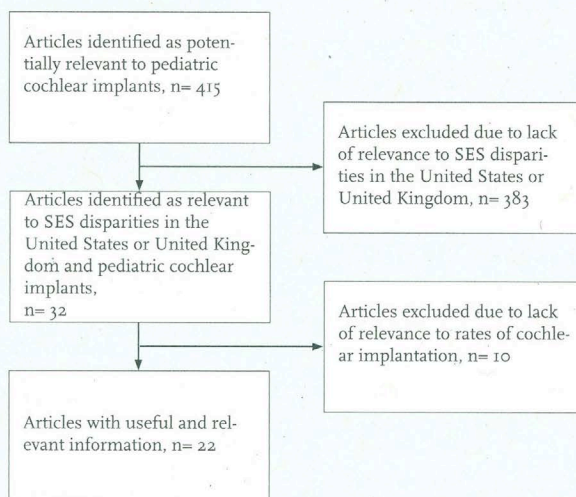 Articles identified as poten-
tially relevant to pediatric
cochlear implants, n= 415
Articles excluded due to lack
of relevance to SES dispari-
ties in the United States or
United Kingdom, n= 383
Articles identified as relevant
to SES disparities in the
United States or United King-
dom and pediatric cochlear
implants,
n= 32
Articles excluded due to lack
of relevance to rates of cochle-
ar implantation, n= 10
Articles with useful and rel-
evant information, n= 22